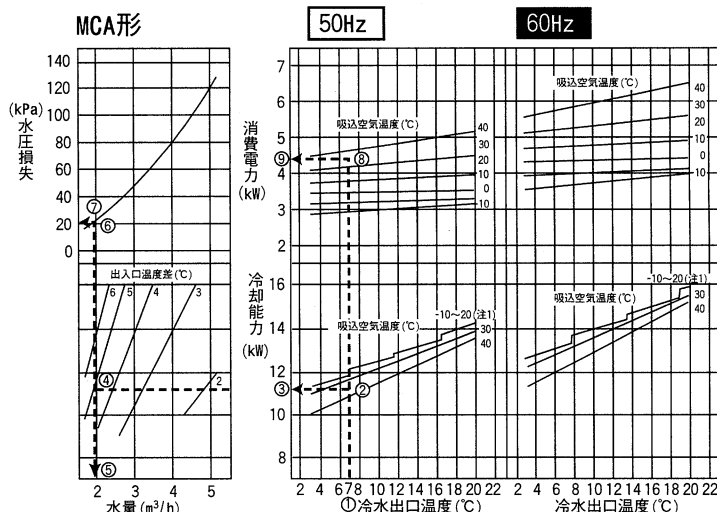 MCA形
50Hz
60Hz
(kPa)
水圧損失
140
120
100
80
60
40
20
0
⑦
⑥
出入口温度差(℃)
6
5
4
3
2
④
⑤
2
3
4
5
水量(m³/h)
消費電力
(kW)
9
7
6
5
4
3
2
吸込空気温度(℃)
40
30
20
10
0
10
⑨
⑧
冷却能力
(kW)
16
14
12
10
8
-10～20(注1)
吸込空気温度(℃)
30
40
③
②
2 4 6 7 8 10 12 14 16 18 20 22
①冷水出口温度(℃)
吸込空気温度(℃)
40
30
20
10
0
10
-10～20(注1)
吸込空気温度(℃)
30
40
2 4 6 8 10 12 14 16 18 20 22
冷水出口温度(℃)